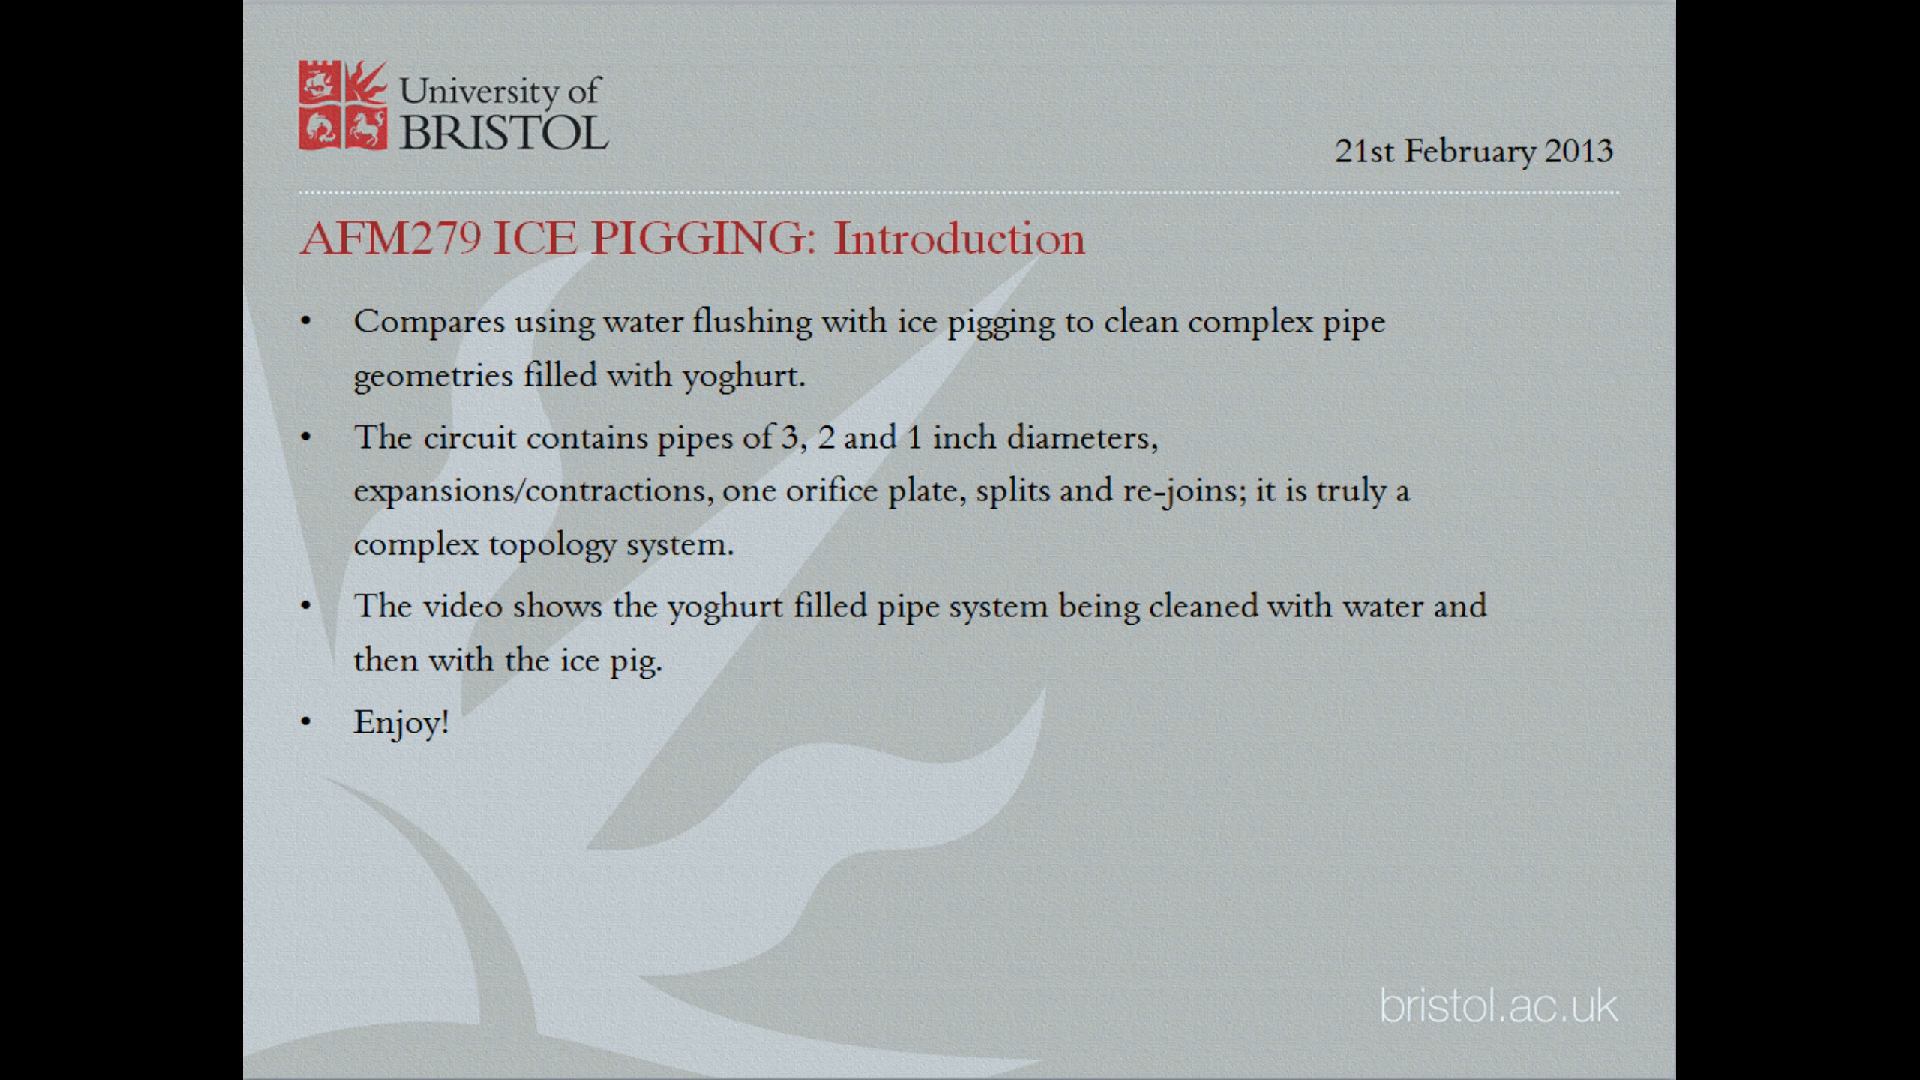 University of
BRISTOL
21st February 2013
AFM279 ICE PIGGING: Introduction
• Compares using water flushing with ice pigging to clean complex pipe
geometries filled with yoghurt.
• The circuit contains pipes of 3, 2 and 1 inch diameters,
expansions/contractions, one orifice plate, splits and re-joins; it is truly a
complex topology system.
• The video shows the yoghurt filled pipe system being cleaned with water and
then with the ice pig.
• Enjoy!
bristol.ac.uk